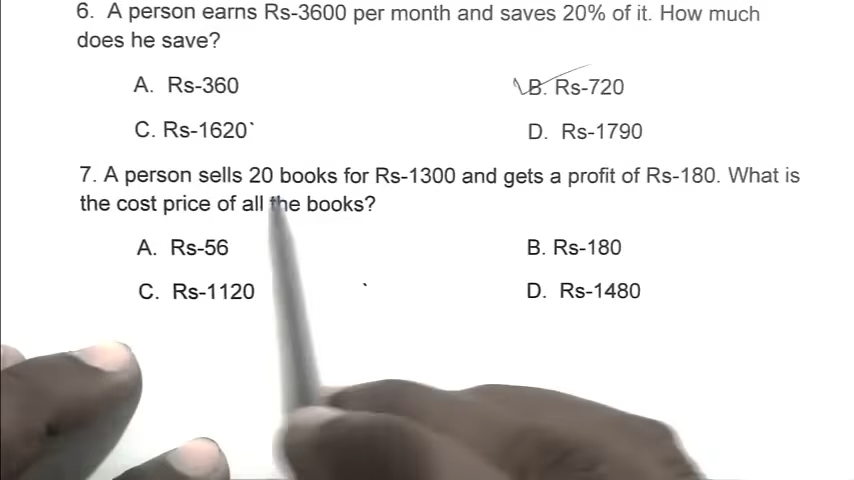 6. A person earns Rs-3600 per month and saves 20% of it. How much
does he save?
A. Rs-360 B. Rs-720
C. Rs-1620 D. Rs-1790
7. A person sells 20 books for Rs-1300 and gets a profit of Rs-180. What is
the cost price of all the books?
A. Rs-56 B. Rs-180
C. Rs-1120 D. Rs-1480